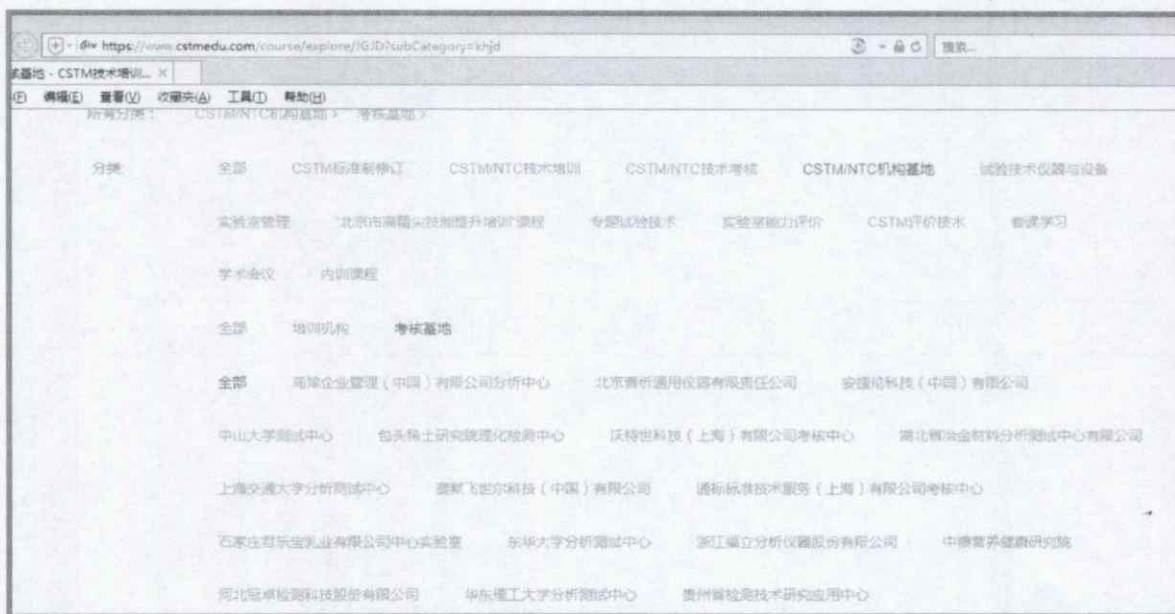 https://www.cstmedu.com/course/explore/JGJD?subCategory=khjd 搜索...
核基地 - CSTM技术培训... ×
(F) 编辑(E) 查看(V) 收藏夹(A) 工具(T) 帮助(H)
所有分类： CSTM/NTC机构基地 > 考核基地 >
分类: 全部 CSTM标准制修订 CSTM/NTC技术培训 CSTM/NTC技术考核 CSTM/NTC机构基地 试验技术仪器与设备
实验室管理 "北京市高精尖技能提升培训"课程 专题试验技术 实验室能力评价 CSTM评价技术 看课学习
学术会议 内训课程
全部 培训机构 考核基地
全部 岛津企业管理（中国）有限公司分析中心 北京普析通用仪器有限责任公司 安捷伦科技（中国）有限公司
中山大学测试中心 包头稀土研究院理化检测中心 沃特世科技（上海）有限公司考核中心 湖北省冶金材料分析测试中心有限公司
上海交通大学分析测试中心 赛默飞世尔科技（中国）有限公司 通标标准技术服务（上海）有限公司考核中心
石家庄君乐宝乳业有限公司中心实验室 东华大学分析测试中心 浙江福立分析仪器股份有限公司 中粮营养健康研究院
河北冠卓检测科技股份有限公司 华东理工大学分析测试中心 贵州省检测技术研究应用中心